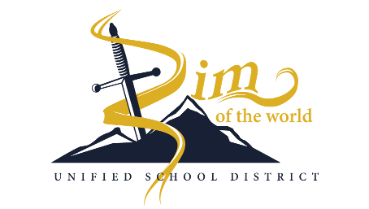 Rim
of the world
UNIFIED SCHOOL DISTRICT